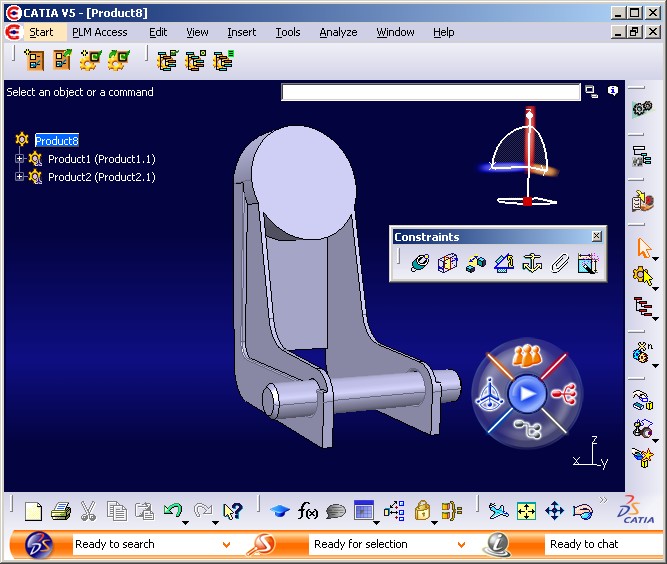 CATIA V5 - [Product8]
Start PLM Access Edit View Insert Tools Analyze Window Help
Select an object or a command
Product8
Product1 (Product1.1)
Product2 (Product2.1)
Constraints
z
x y
f(x)
CATIA
Ready to search Ready for selection Ready to chat